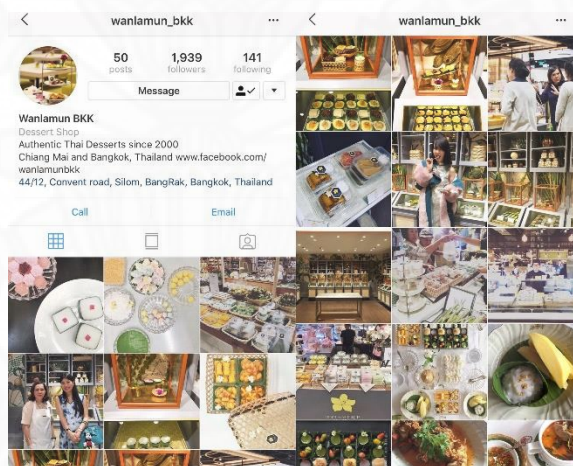 wanlamun_bkk
50
posts
1,939
followers
141
following
Message
Wanlamun BKK
Dessert Shop
Authentic Thai Desserts since 2000
Chiang Mai and Bangkok, Thailand www.facebook.com/
wanlamunbkk
44/12, Convent road, Silom, BangRak, Bangkok, Thailand
Call
Email
wanlamun_bkk